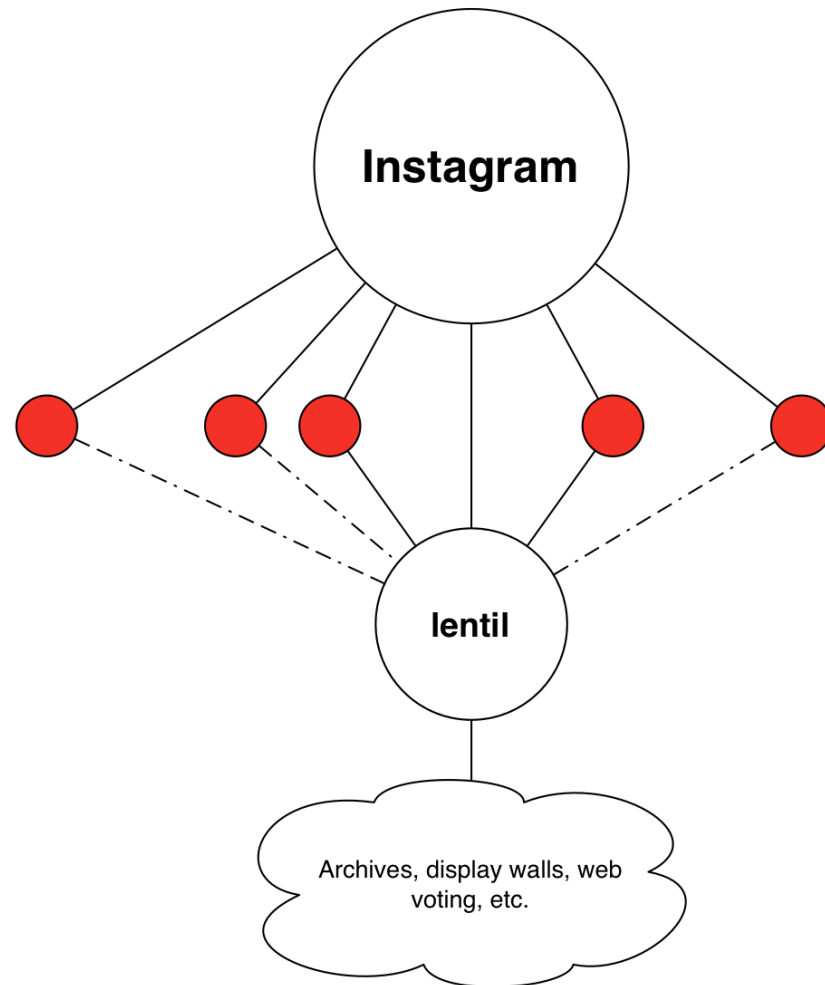 Instagram
lentil
Archives, display walls, web
voting, etc.